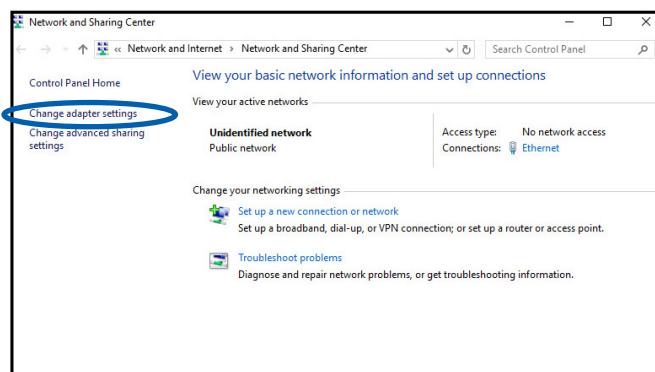 Network and Sharing Center
« Network and Internet > Network and Sharing Center
Search Control Panel
Control Panel Home
Change adapter settings
Change advanced sharing
settings
View your basic network information and set up connections
View your active networks
Unidentified network
Public network
Access type: No network access
Connections: Ethernet
Change your networking settings
Set up a new connection or network
Set up a broadband, dial-up, or VPN connection; or set up a router or access point.
Troubleshoot problems
Diagnose and repair network problems, or get troubleshooting information.